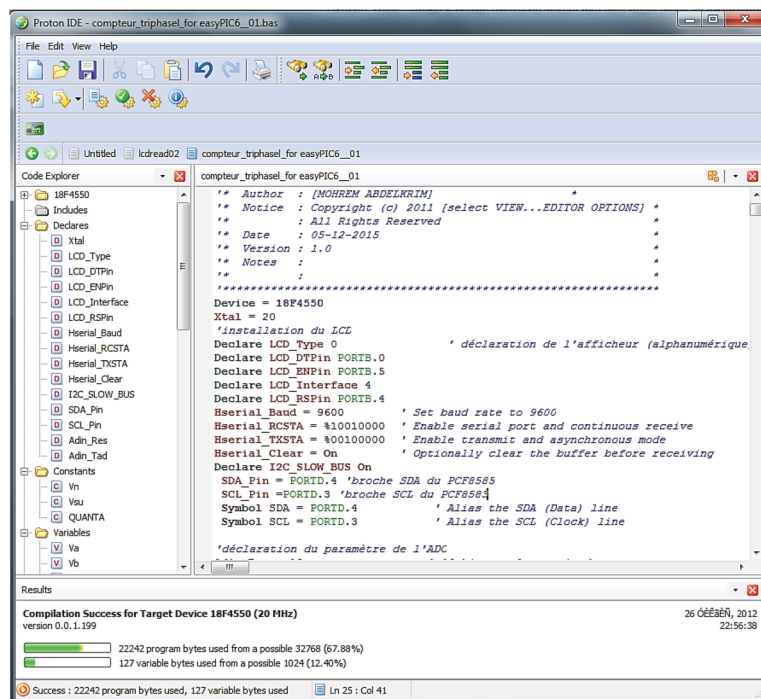 Proton IDE - compteur_triphasel_for easyPIC6__01.bas
File Edit View Help
Untitled lcdread02 compteur_triphasel_for easyPIC6__01
Code Explorer
18F4550
Includes
Declares
Xtal
LCD_Type
LCD_DTPin
LCD_ENPin
LCD_Interface
LCD_RSPin
Hserial_Baud
Hserial_RCSTA
Hserial_TXSTA
Hserial_Clear
I2C_SLOW_BUS
SDA_Pin
SCL_Pin
Adin_Res
Adin_Tad
Constants
Vn
Vsu
QUANTA
Variables
Va
Vb
compteur_triphasel_for easyPIC6__01
'* Author : [MOHREM ABDELKRIM] *
'* Notice : Copyright (c) 2011 [select VIEW...EDITOR OPTIONS] *
'* : All Rights Reserved *
'* Date : 05-12-2015 *
'* Version : 1.0 *
'* Notes : *
'* : *
'****************************************************************
Device = 18F4550
Xtal = 20
'installation du LCD
Declare LCD_Type 0 ' déclaration de l'afficheur (alphanumérique
Declare LCD_DTPin PORTB.0
Declare LCD_ENPin PORTB.5
Declare LCD_Interface 4
Declare LCD_RSPin PORTB.4
Hserial_Baud = 9600 ' Set baud rate to 9600
Hserial_RCSTA = %10010000 ' Enable serial port and continuous receive
Hserial_TXSTA = %00100000 ' Enable transmit and asynchronous mode
Hserial_Clear = On ' Optionally clear the buffer before receiving
Declare I2C_SLOW_BUS On
SDA_Pin = PORTD.4 'broche SDA du PCF8585
SCL_Pin =PORTD.3 'broche SCL du PCF8583
Symbol SDA = PORTD.4 ' Alias the SDA (Data) line
Symbol SCL = PORTD.3 ' Alias the SCL (Clock) line
'déclaration du paramètre de l'ADC
Results
Compilation Success for Target Device 18F4550 (20 MHz)
version 0.0.1.199
26 ÓÈÊãÈÑ, 2012
22:56:38
22242 program bytes used from a possible 32768 (67.88%)
127 variable bytes used from a possible 1024 (12.40%)
Success : 22242 program bytes used, 127 variable bytes used
Ln 25 : Col 41